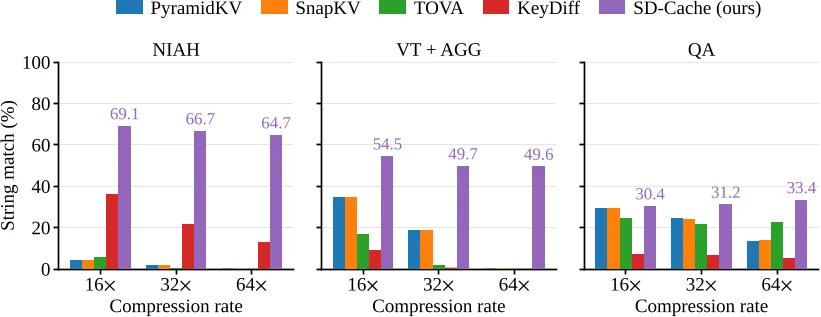 PyramidKV SnapKV TOVA KeyDiff SD-Cache (ours)
NIAH VT + AGG QA
String match (%)
100
80
60
40
20
0
69.1 66.7 64.7
54.5 49.7 49.6
30.4 31.2 33.4
16× 32× 64× 16× 32× 64× 16× 32× 64×
Compression rate Compression rate Compression rate